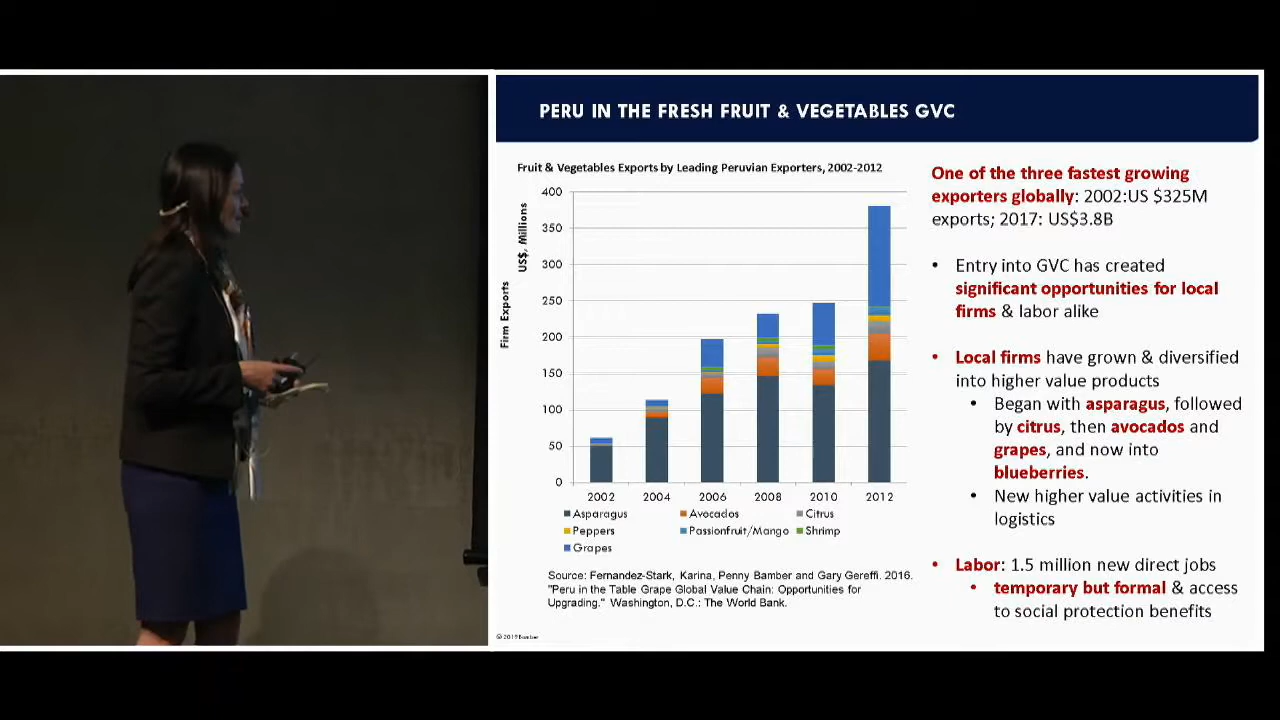 PERU IN THE FRESH FRUIT & VEGETABLES GVC
Fruit & Vegetables Exports by Leading Peruvian Exporters, 2002-2012
Firm Exports
US$, Millions
400
350
300
250
200
150
100
50
0
2002 2004 2006 2008 2010 2012
Asparagus Avocados Citrus
Peppers Passionfruit/Mango Shrimp
Grapes
Source: Fernandez-Stark, Karina, Penny Bamber and Gary Gereffi. 2016.
"Peru in the Table Grape Global Value Chain: Opportunities for
Upgrading." Washington, D.C.: The World Bank.
One of the three fastest growing
exporters globally: 2002:US $325M
exports; 2017: US$3.8B
• Entry into GVC has created
significant opportunities for local
firms & labor alike
• Local firms have grown & diversified
into higher value products
• Began with asparagus, followed
by citrus, then avocados and
grapes, and now into
blueberries.
• New higher value activities in
logistics
• Labor: 1.5 million new direct jobs
• temporary but formal & access
to social protection benefits
© 2019 Bamber